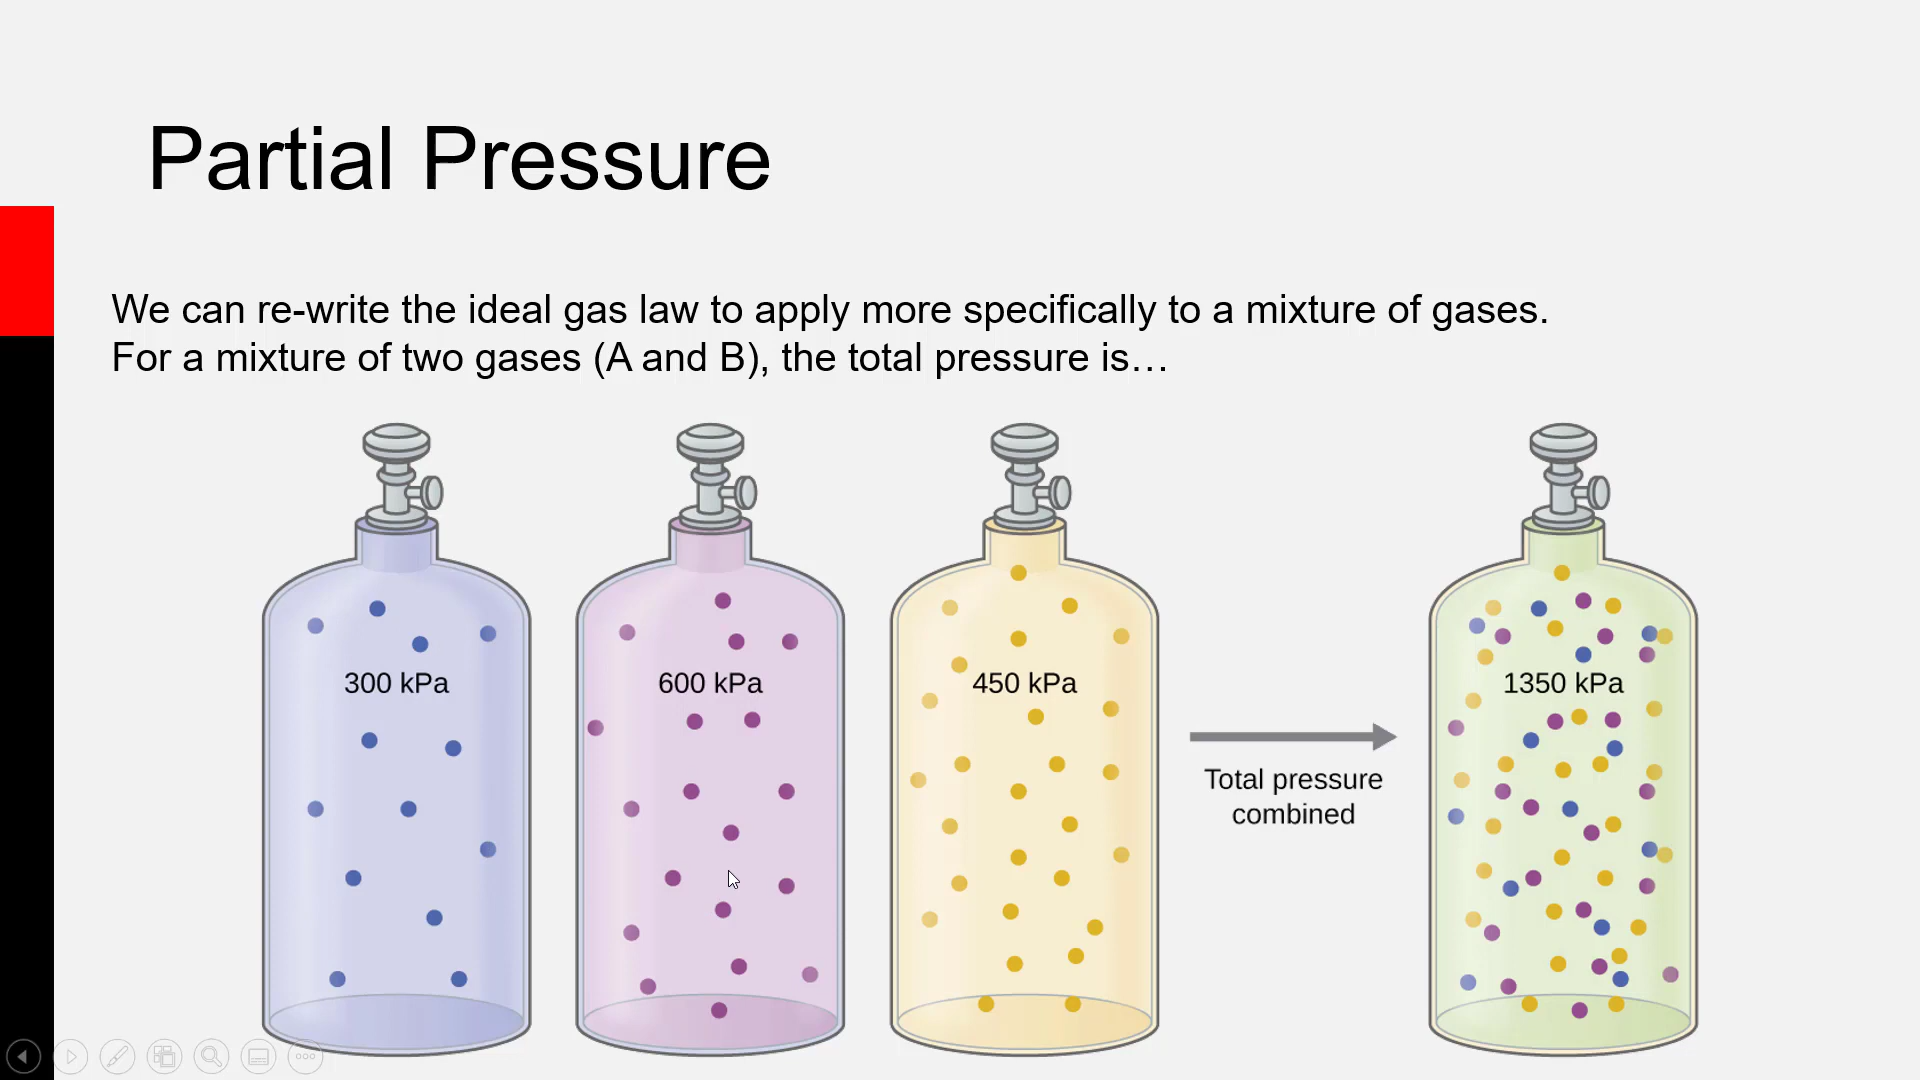 Partial Pressure
We can re-write the ideal gas law to apply more specifically to a mixture of gases.
For a mixture of two gases (A and B), the total pressure is…
300 kPa
600 kPa
450 kPa
1350 kPa
Total pressure
combined